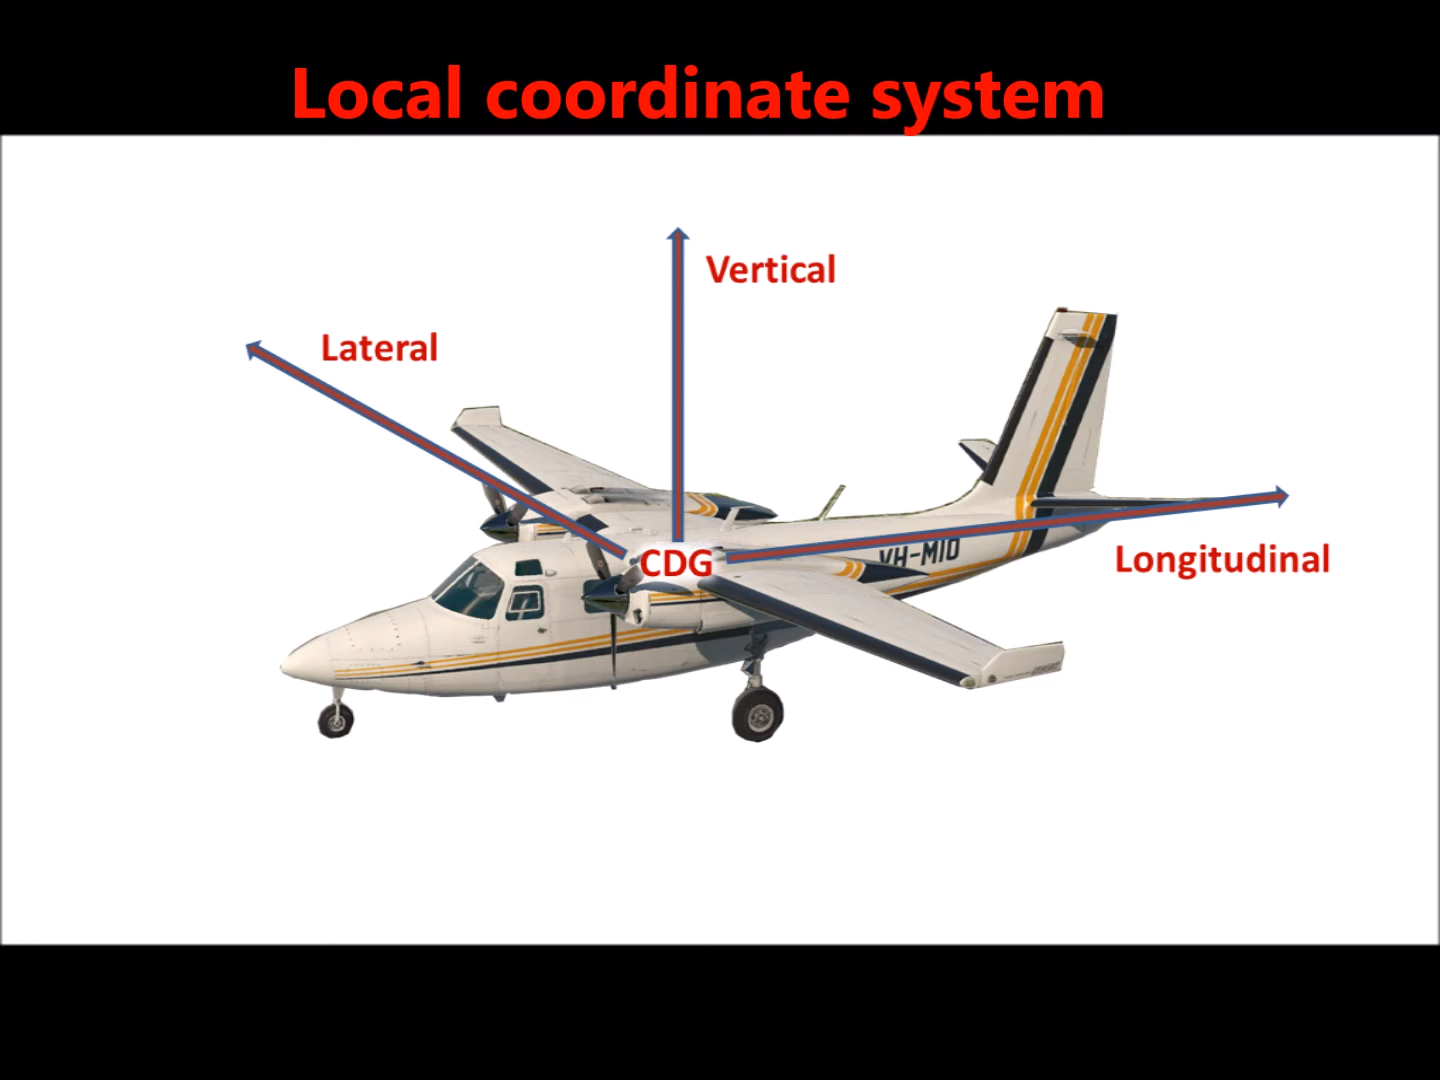 Local coordinate system
Vertical
Lateral
CDG
VH-MIO
Longitudinal